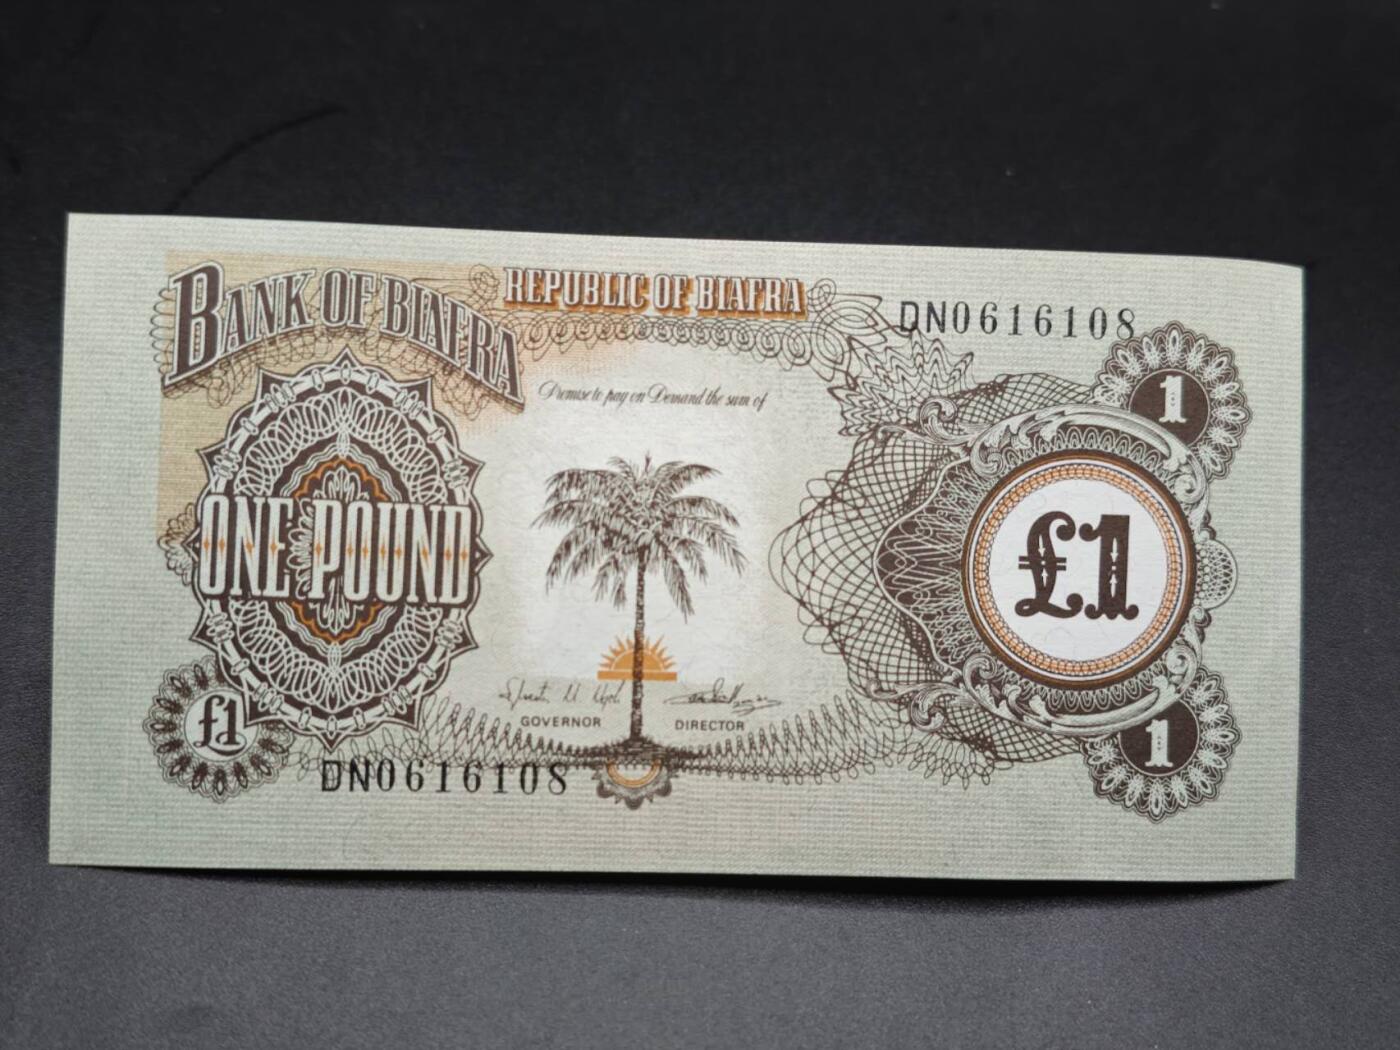 BANK OF BIAFRA
REPUBLIC OF BIAFRA
DN0616108
1
Promise to pay on Demand the sum of
ONE POUND
£1
GOVERNOR
DIRECTOR
£1
1
DN0616108